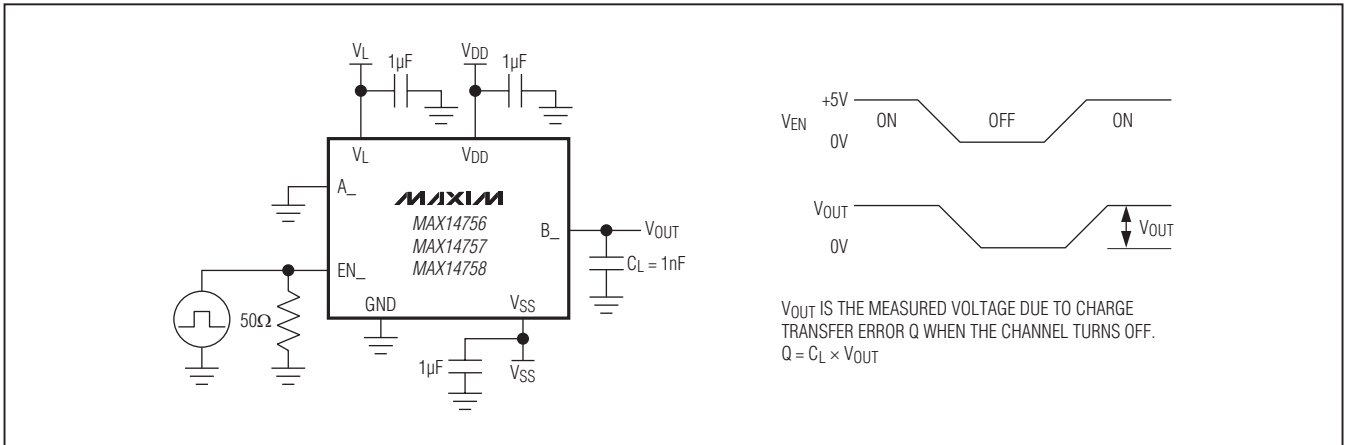 VL
1µF
VDD
1µF
VL
VDD
A_
MAXIM
MAX14756
MAX14757
MAX14758
B_
VOUT
CL = 1nF
EN_
50Ω
GND
VSS
1µF
VSS
VEN
+5V
0V
ON
OFF
ON
VOUT
0V
VOUT
VOUT IS THE MEASURED VOLTAGE DUE TO CHARGE
TRANSFER ERROR Q WHEN THE CHANNEL TURNS OFF.
Q = CL × VOUT